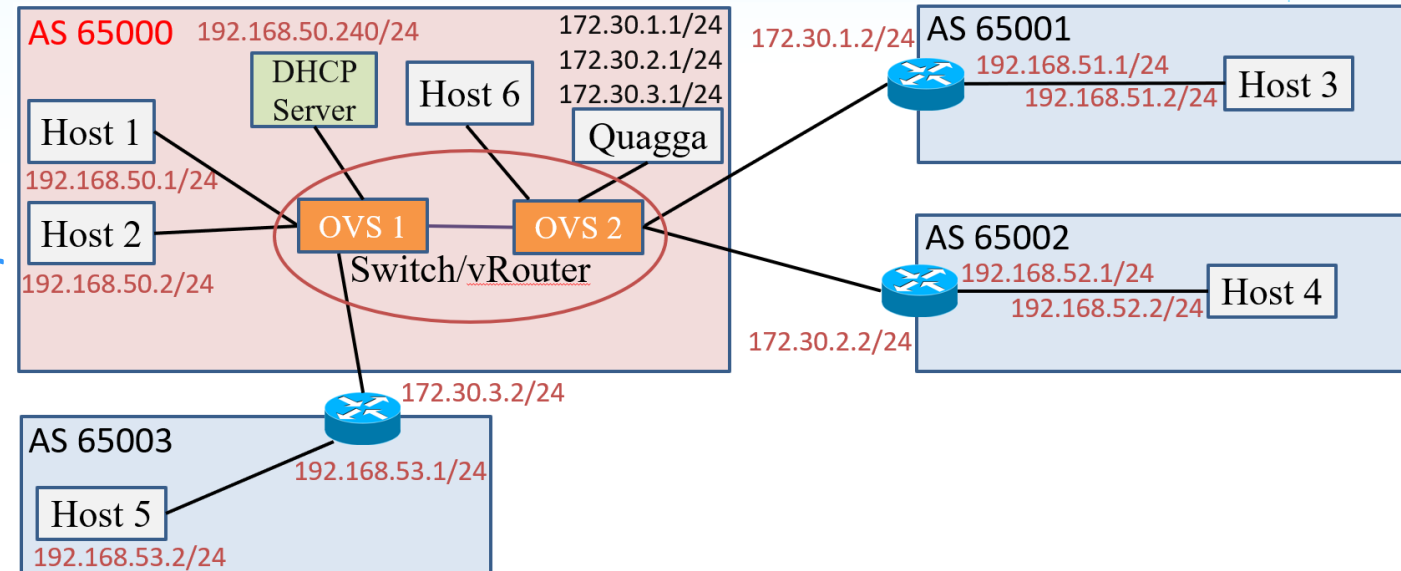 AS 65000
192.168.50.240/24
172.30.1.1/24
172.30.2.1/24
172.30.3.1/24
DHCP
Server
Host 6
Quagga
Host 1
192.168.50.1/24
Host 2
192.168.50.2/24
OVS 1
OVS 2
Switch/vRouter
172.30.1.2/24
AS 65001
192.168.51.1/24
192.168.51.2/24
Host 3
AS 65002
192.168.52.1/24
192.168.52.2/24
Host 4
172.30.2.2/24
172.30.3.2/24
AS 65003
192.168.53.1/24
Host 5
192.168.53.2/24